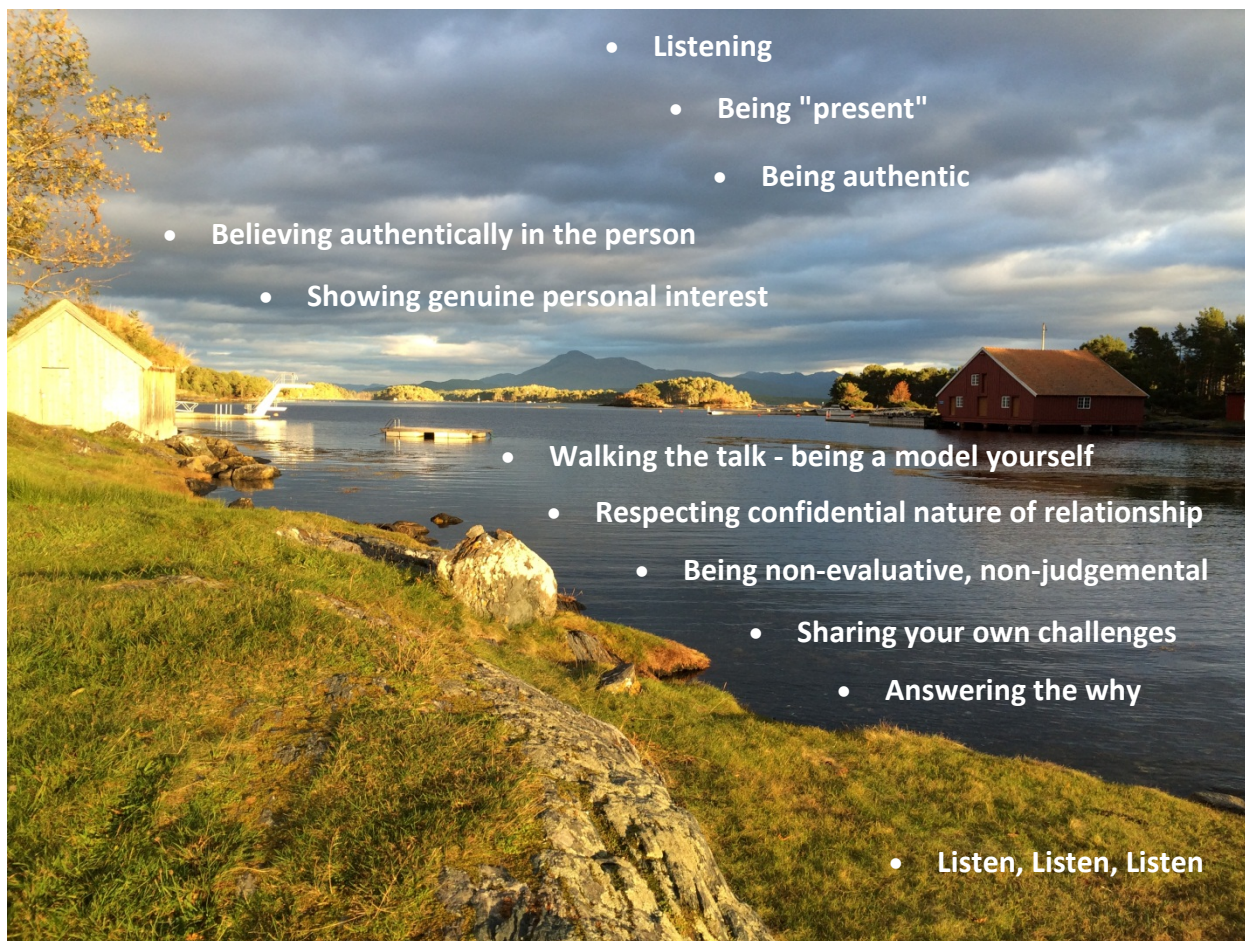 • Listening
• Being "present"
• Being authentic
• Believing authentically in the person
• Showing genuine personal interest
• Walking the talk - being a model yourself
• Respecting confidential nature of relationship
• Being non-evaluative, non-judgemental
• Sharing your own challenges
• Answering the why
• Listen, Listen, Listen